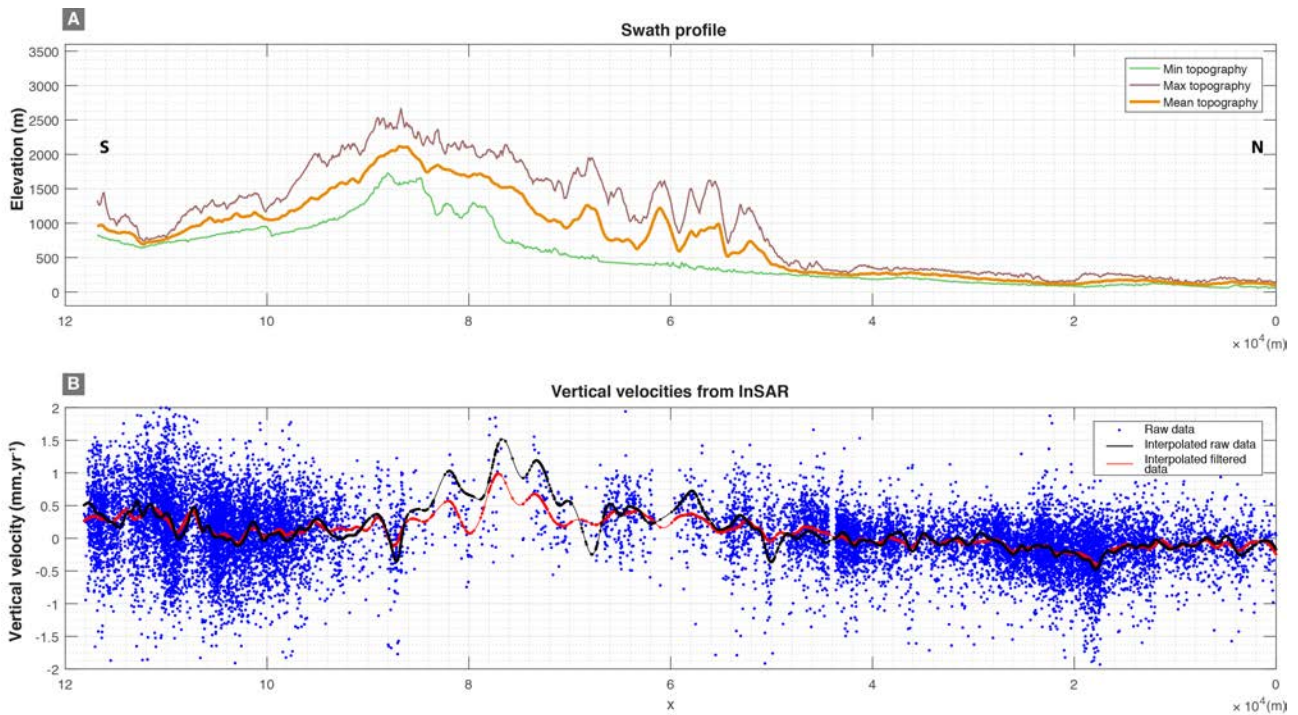 A
Swath profile
3500
3000
2500
2000
1500
1000
500
0
Elevation (m)
S
N
Min topography
Max topography
Mean topography
12
10
8
6
4
2
0
× 10⁴(m)
B
Vertical velocities from InSAR
2
1.5
1
0.5
0
-0.5
-1
-1.5
-2
Vertical velocity (mm.yr⁻¹)
Raw data
Interpolated raw data
Interpolated filtered
data
12
10
8
6
4
2
0
x
× 10⁴(m)